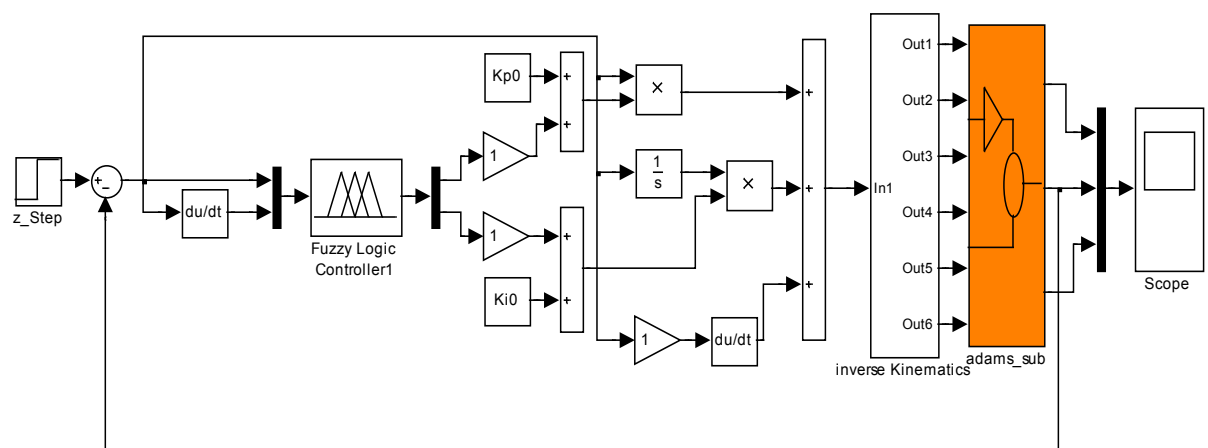 z_Step
+
−
du/dt
Fuzzy Logic
Controller1
1
1
Kp0
+
+
+
+
Ki0
×
1
s
×
1
du/dt
+
+
+
In1
Out1
Out2
Out3
Out4
Out5
Out6
inverse Kinematics
adams_sub
Scope